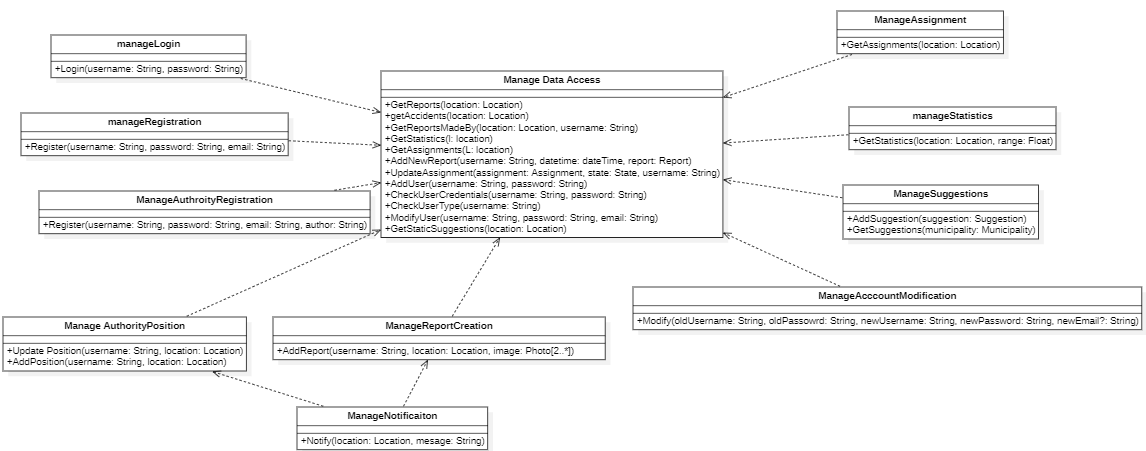 manageLogin
+Login(username: String, password: String)
manageRegistration
+Register(username: String, password: String, email: String)
ManageAuthroityRegistration
+Register(username: String, password: String, email: String, author: String)
Manage Data Access
+GetReports(location: Location)
+getAccidents(location: Location)
+GetReportsMadeBy(location: Location, username: String)
+GetStatistics(l: location)
+GetAssignments(L: location)
+AddNewReport(username: String, datetime: dateTime, report: Report)
+UpdateAssignment(assignment: Assignment, state: State, username: String)
+AddUser(username: String, password: String)
+CheckUserCredentials(username: String, password: String)
+CheckUserType(username: String)
+ModifyUser(username: String, password: String, email: String)
+GetStaticSuggestions(location: Location)
ManageAssignment
+GetAssignments(location: Location)
manageStatistics
+GetStatistics(location: Location, range: Float)
ManageSuggestions
+AddSuggestion(suggestion: Suggestion)
+GetSuggestions(municipality: Municipality)
ManageAcccountModification
+Modify(oldUsername: String, oldPassowrd: String, newUsername: String, newPassword: String, newEmail?: String)
Manage AuthorityPosition
+Update Position(username: String, location: Location)
+AddPosition(username: String, location: Location)
ManageReportCreation
+AddReport(username: String, location: Location, image: Photo[2..*])
ManageNotificaiton
+Notify(location: Location, mesage: String)